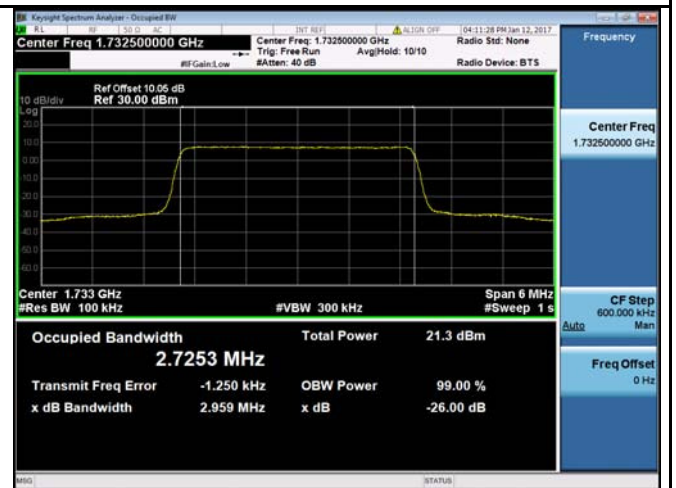 Keysight Spectrum Analyzer - Occupied BW
RL RF 50 Ω AC INT REF ALIGN OFF 04:11:28 PM Jan 12, 2017
Center Freq 1.732500000 GHz
Center Freq: 1.732500000 GHz
Radio Std: None
Trig: Free Run Avg|Hold: 10/10
#IFGain:Low #Atten: 40 dB Radio Device: BTS
Frequency
Ref Offset 10.05 dB
10 dB/div Ref 30.00 dBm
Log
20.0
10.0
0.00
-10.0
-20.0
-30.0
-40.0
-50.0
-60.0
Center Freq
1.732500000 GHz
Center 1.733 GHz Span 6 MHz
#Res BW 100 kHz #VBW 300 kHz #Sweep 1 s
CF Step
600.000 kHz
Auto Man
Occupied Bandwidth Total Power 21.3 dBm
2.7253 MHz
Transmit Freq Error -1.250 kHz OBW Power 99.00 %
x dB Bandwidth 2.959 MHz x dB -26.00 dB
Freq Offset
0 Hz
MSG STATUS